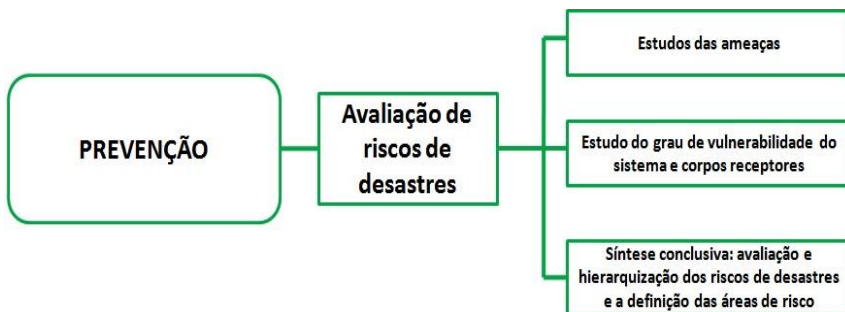 PREVENÇÃO
Avaliação de
riscos de
desastres
Estudos das ameaças
Estudo do grau de vulnerabilidade do
sistema e corpos receptores
Síntese conclusiva: avaliação e
hierarquização dos riscos de desastres
e a definição das áreas de risco